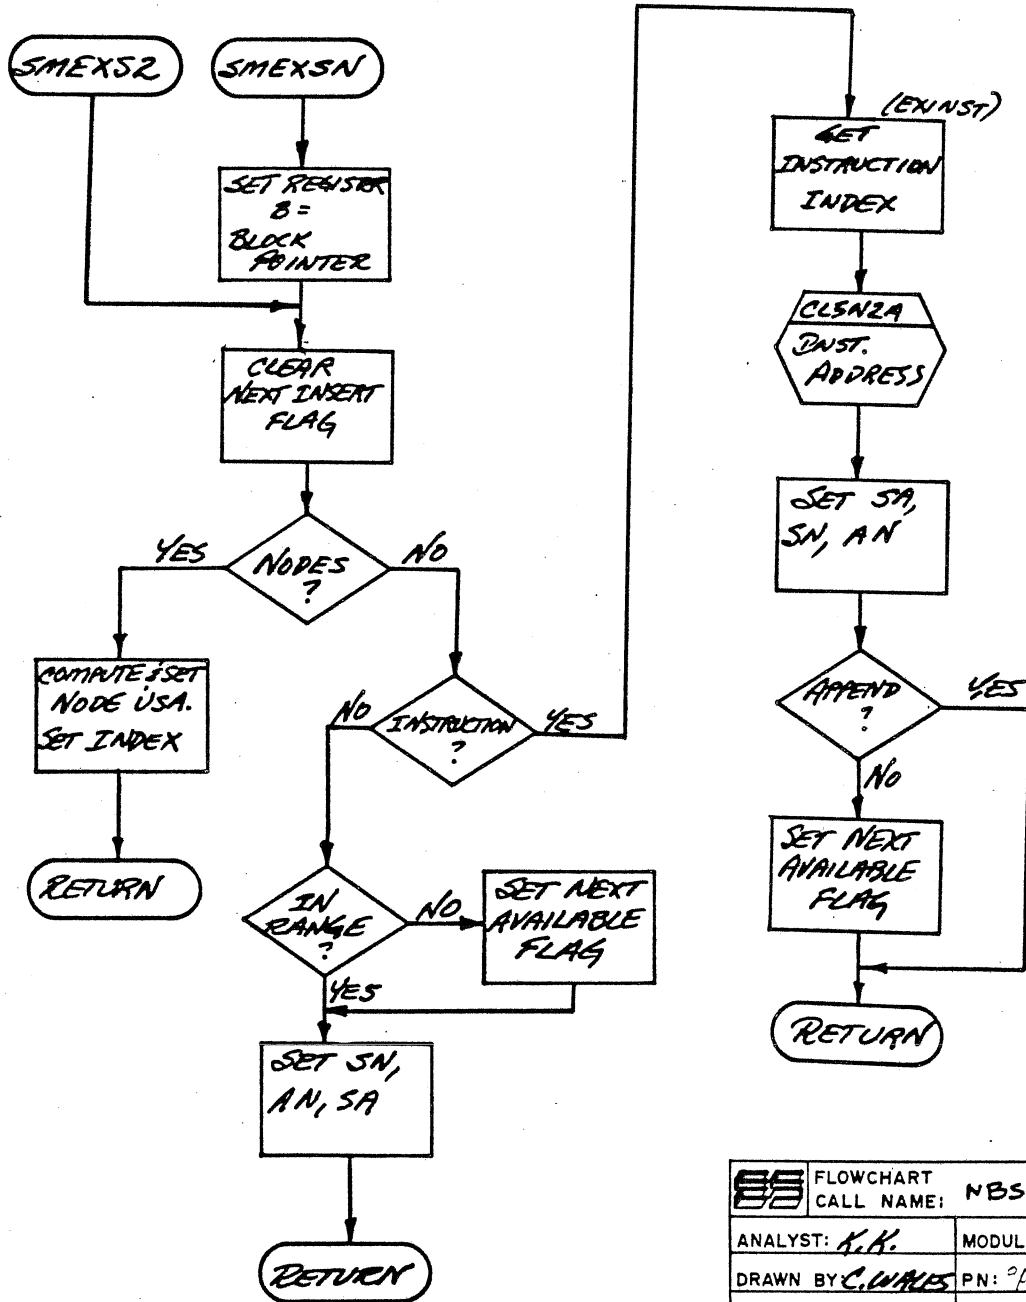 SMEXS2
SMEXSN
SET REGISTER
B =
BLOCK
POINTER
CLEAR
NEXT INSERT
FLAG
NODES
?
YES
NO
COMPUTE & SET
NODE USA.
SET INDEX
RETURN
INSTRUCTION
?
NO
YES
IN
RANGE
?
NO
YES
SET NEXT
AVAILABLE
FLAG
SET SN,
AN, SA
RETURN
(EXINST)
GET
INSTRUCTION
INDEX
CLSN2A
INST.
ADDRESS
SET SA,
SN, AN
APPEND
?
YES
NO
SET NEXT
AVAILABLE
FLAG
RETURN
FLOWCHART
CALL NAME: NBS
ANALYST: K.K.
MODUL
DRAWN BY: C. WALES
PN: